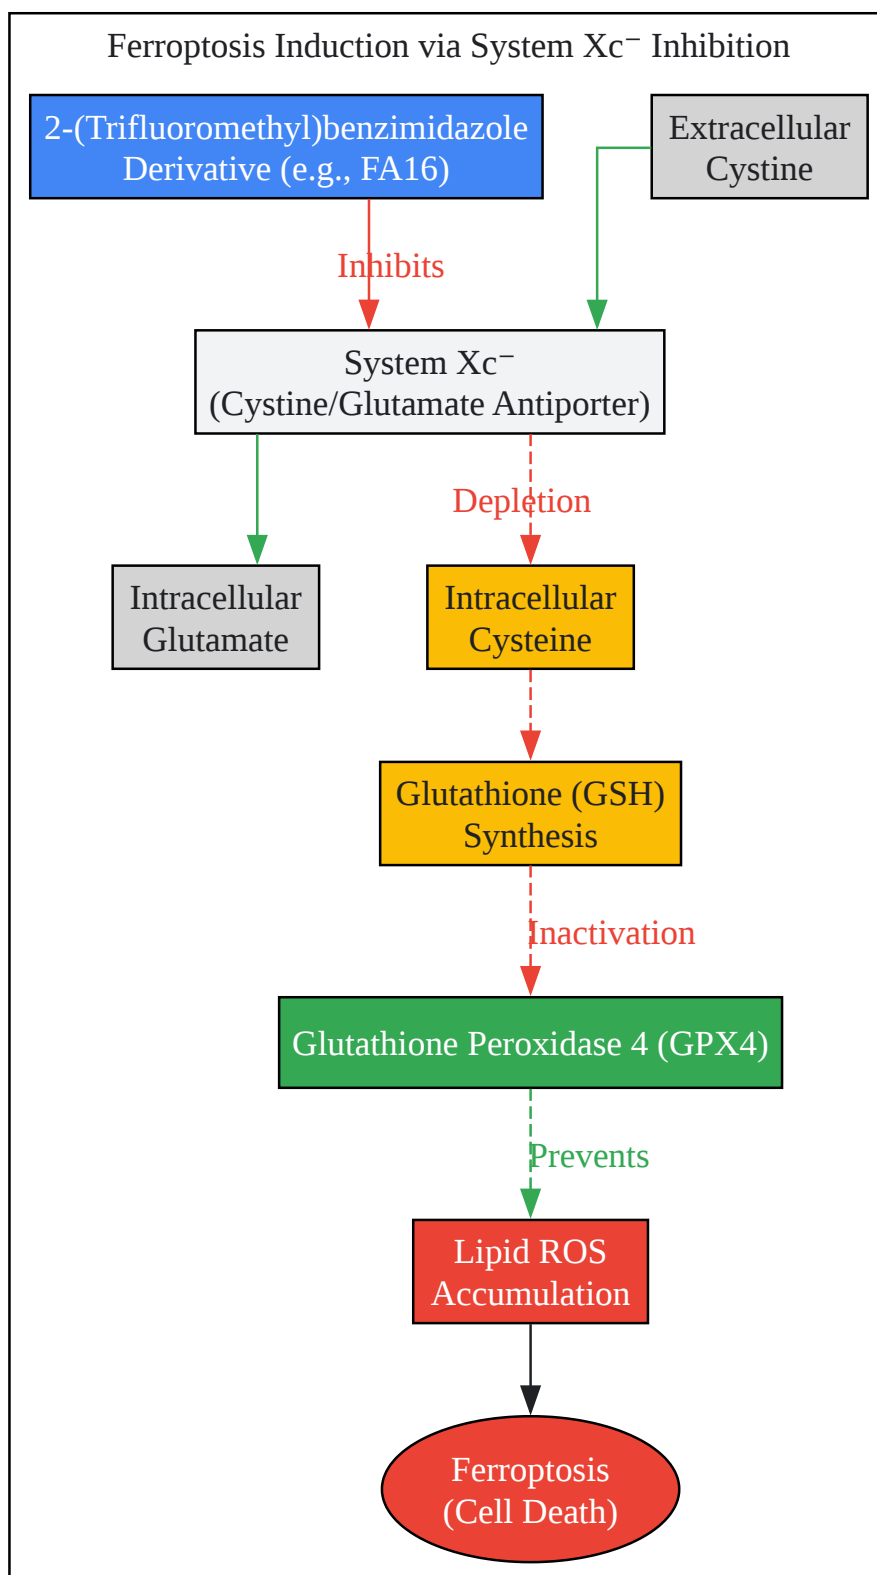 Ferroptosis Induction via System Xc⁻ Inhibition
2-(Trifluoromethyl)benzimidazole
Derivative (e.g., FA16)
Extracellular
Cystine
Inhibits
System Xc⁻
(Cystine/Glutamate Antiporter)
Depletion
Intracellular
Glutamate
Intracellular
Cysteine
Glutathione (GSH)
Synthesis
Inactivation
Glutathione Peroxidase 4 (GPX4)
Prevents
Lipid ROS
Accumulation
Ferroptosis
(Cell Death)